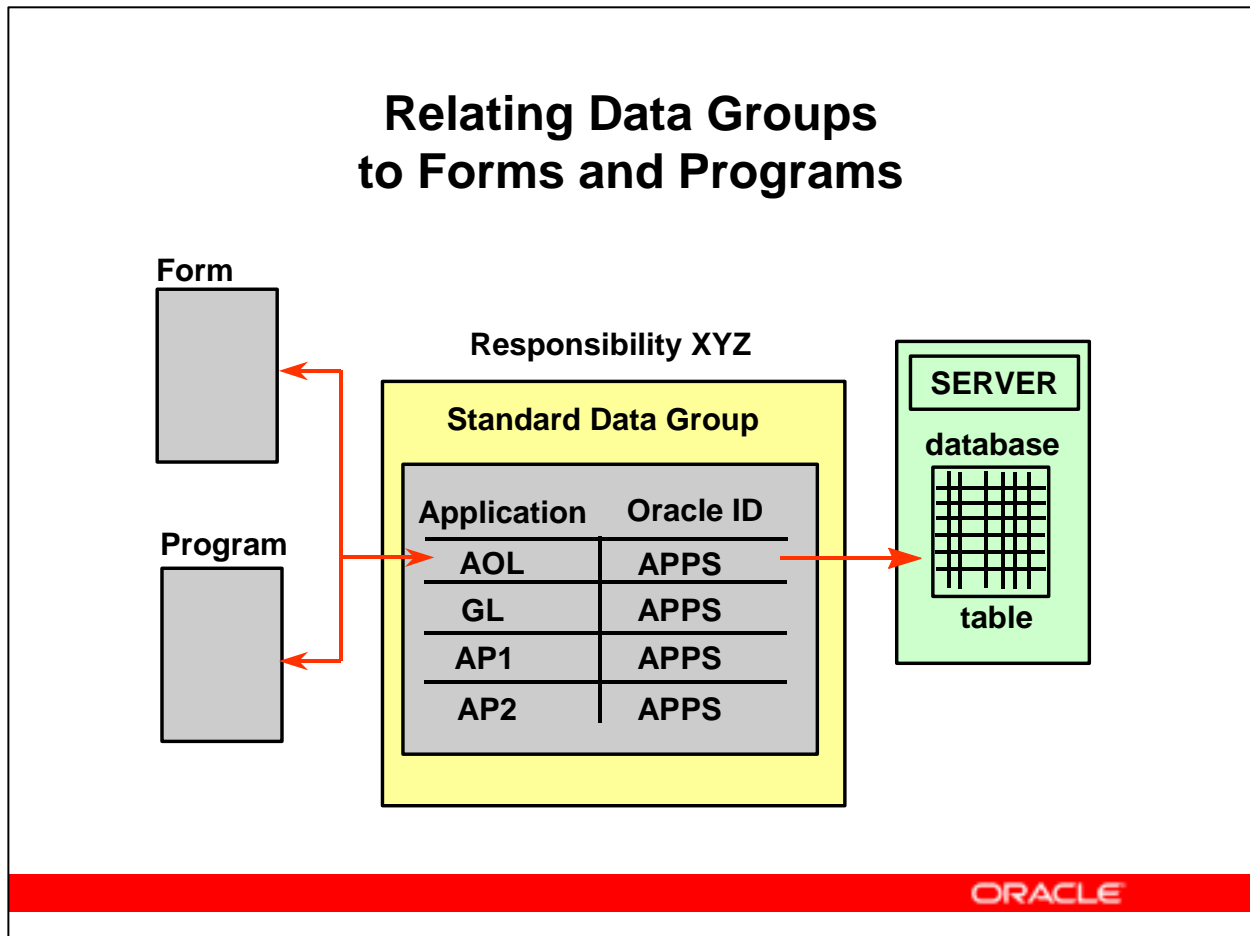 Relating Data Groups
to Forms and Programs
Form
Program
Responsibility XYZ
Standard Data Group
Application Oracle ID
AOL APPS
GL APPS
AP1 APPS
AP2 APPS
SERVER
database
table
ORACLE